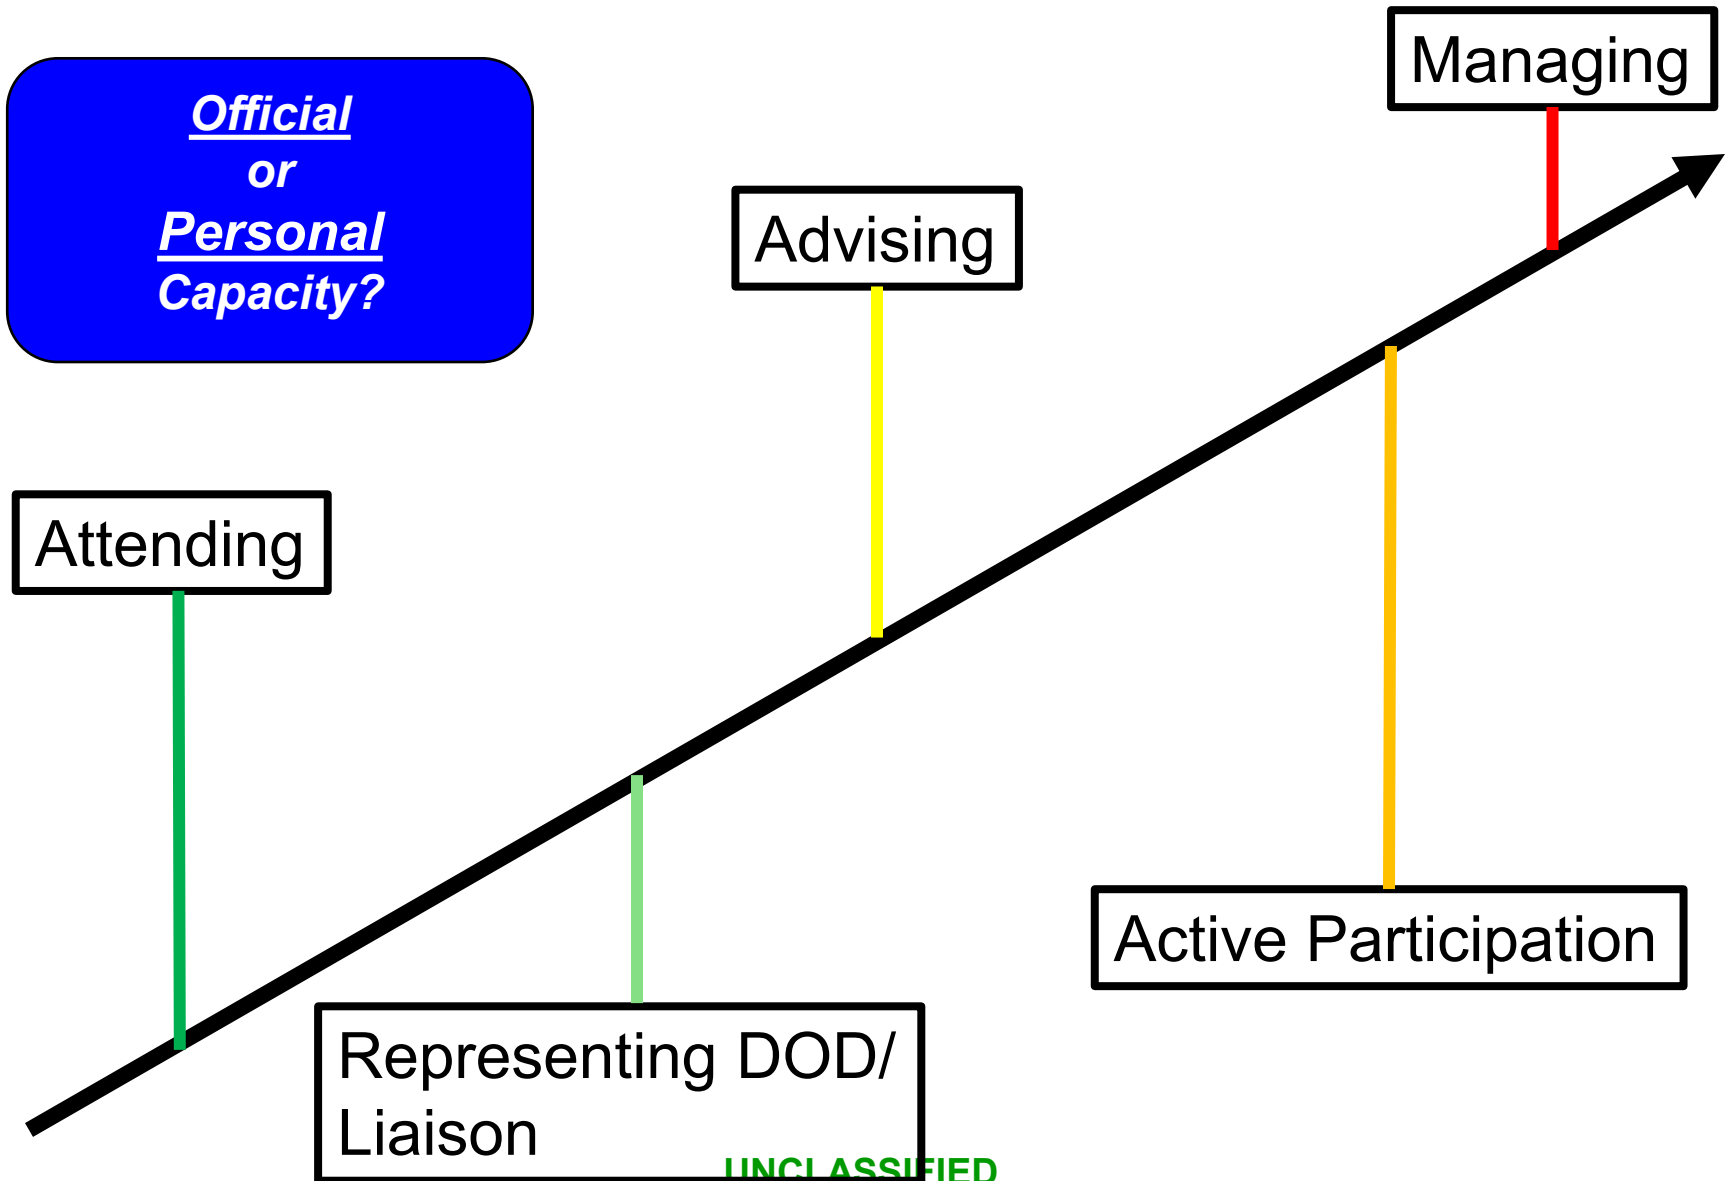 Official
or
Personal
Capacity?
Managing
Advising
Attending
Active Participation
Representing DOD/
Liaison
UNCLASSIFIED